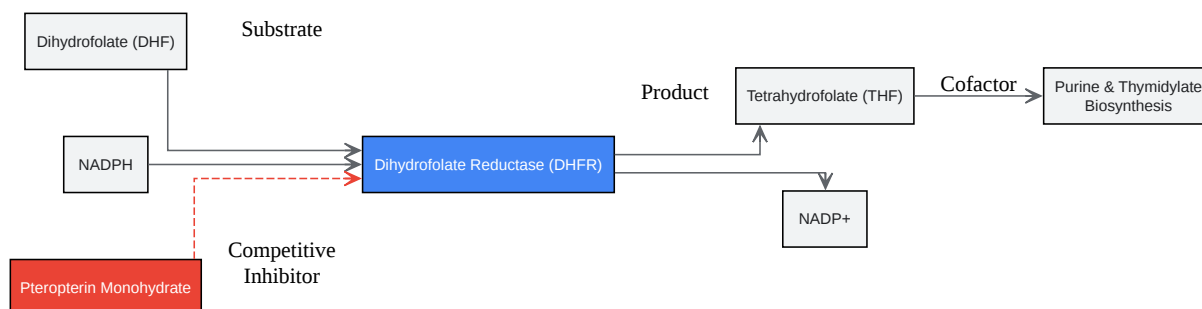 Dihydrofolate (DHF)
Substrate
Product
Tetrahydrofolate (THF)
Cofactor
Purine & Thymidylate
Biosynthesis
NADPH
Dihydrofolate Reductase (DHFR)
NADP+
Competitive
Inhibitor
Pteropterin Monohydrate